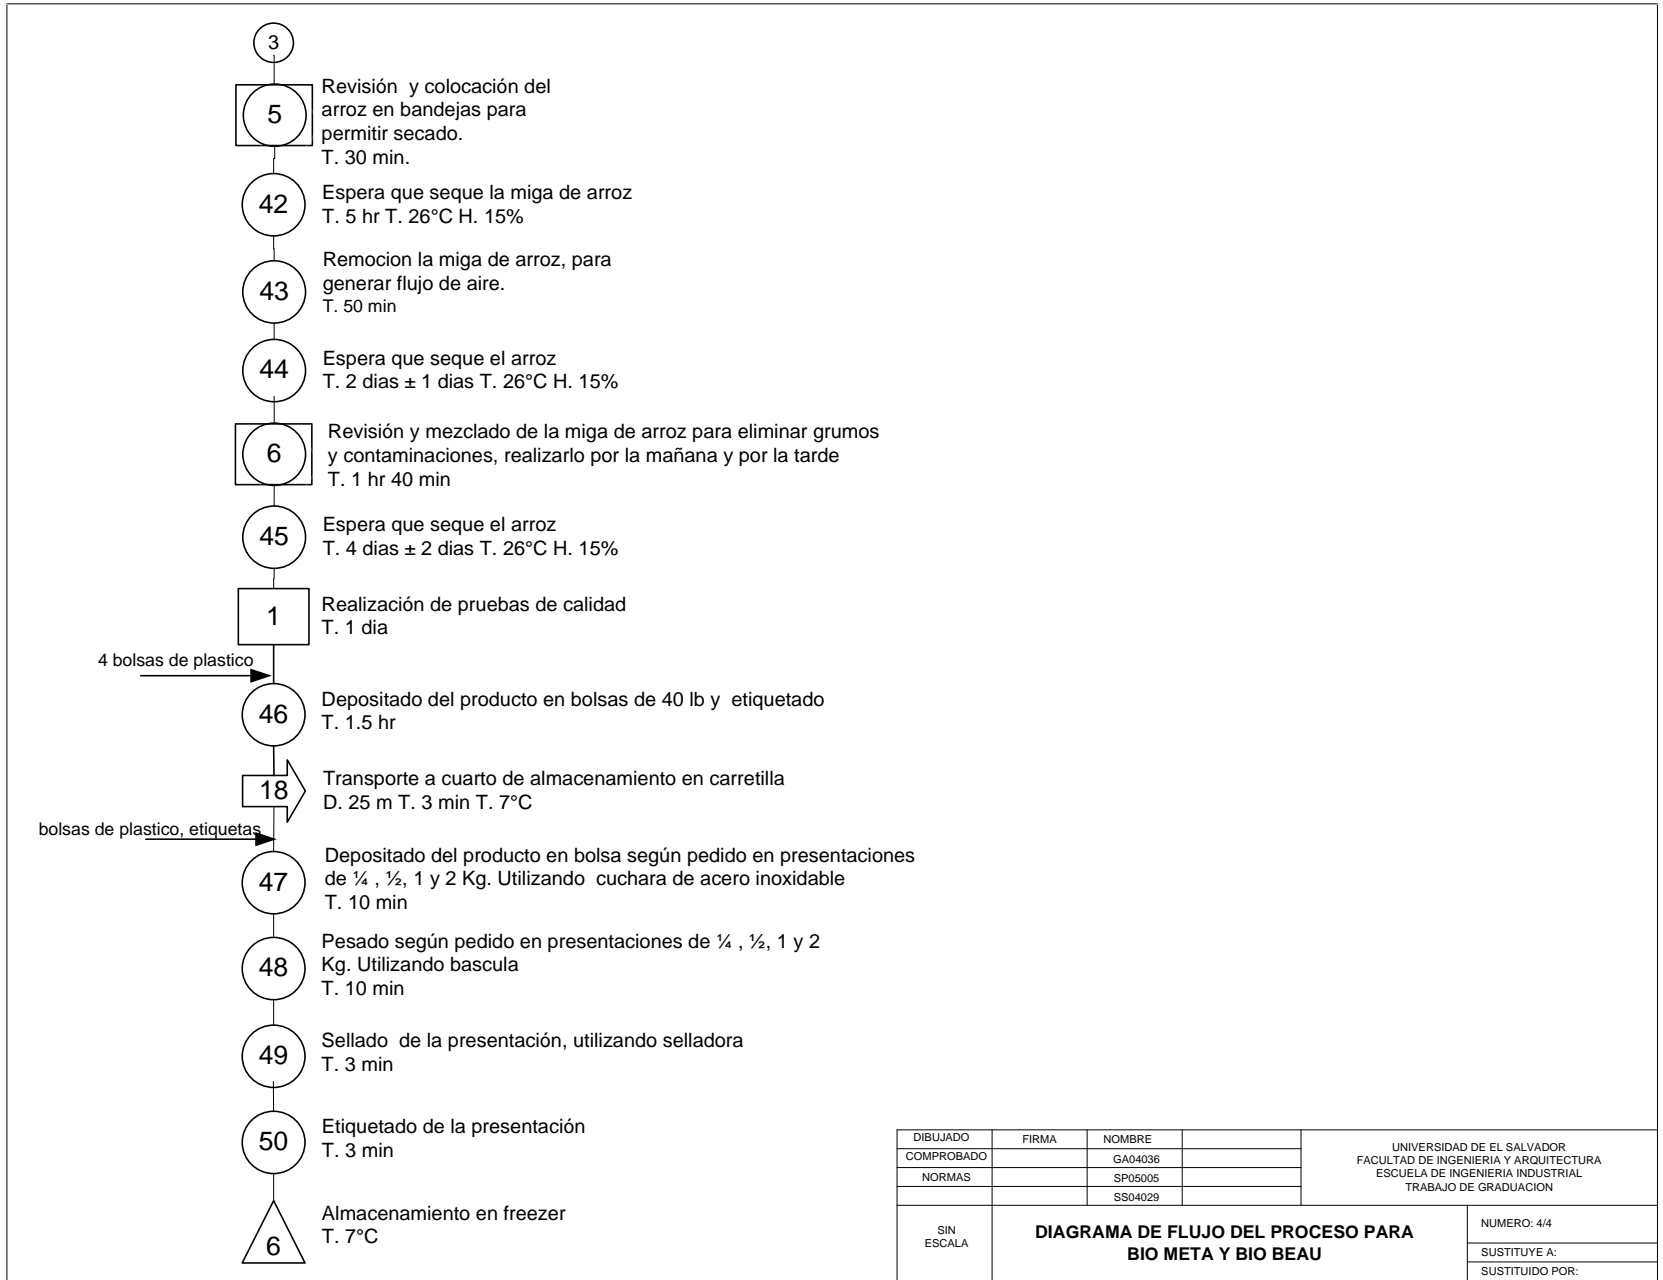 3
5
Revisión  y colocación del
arroz en bandejas para
permitir secado.
T. 30 min.
42
Espera que seque la miga de arroz
T. 5 hr T. 26°C H. 15%
43
Remocion la miga de arroz, para
generar flujo de aire.
T. 50 min
44
Espera que seque el arroz
T. 2 dias ± 1 dias T. 26°C H. 15%
6
Revisión y mezclado de la miga de arroz para eliminar grumos
y contaminaciones, realizarlo por la mañana y por la tarde
T. 1 hr 40 min
45
Espera que seque el arroz
T. 4 dias ± 2 dias T. 26°C H. 15%
1
Realización de pruebas de calidad
T. 1 dia
4 bolsas de plastico
46
Depositado del producto en bolsas de 40 lb y  etiquetado
T. 1.5 hr
18
Transporte a cuarto de almacenamiento en carretilla
D. 25 m T. 3 min T. 7°C
bolsas de plastico, etiquetas
47
Depositado del producto en bolsa según pedido en presentaciones
de ¼ , ½, 1 y 2 Kg. Utilizando  cuchara de acero inoxidable
T. 10 min
48
Pesado según pedido en presentaciones de ¼ , ½, 1 y 2
Kg. Utilizando bascula
T. 10 min
49
Sellado  de la presentación, utilizando selladora
T. 3 min
50
Etiquetado de la presentación
T. 3 min
6
Almacenamiento en freezer
T. 7°C
DIBUJADO FIRMA NOMBRE
COMPROBADO GA04036
NORMAS SP05005
SS04029
UNIVERSIDAD DE EL SALVADOR
FACULTAD DE INGENIERIA Y ARQUITECTURA
ESCUELA DE INGENIERIA INDUSTRIAL
TRABAJO DE GRADUACION
SIN
ESCALA
DIAGRAMA DE FLUJO DEL PROCESO PARA
BIO META Y BIO BEAU
NUMERO: 4/4
SUSTITUYE A:
SUSTITUIDO POR: